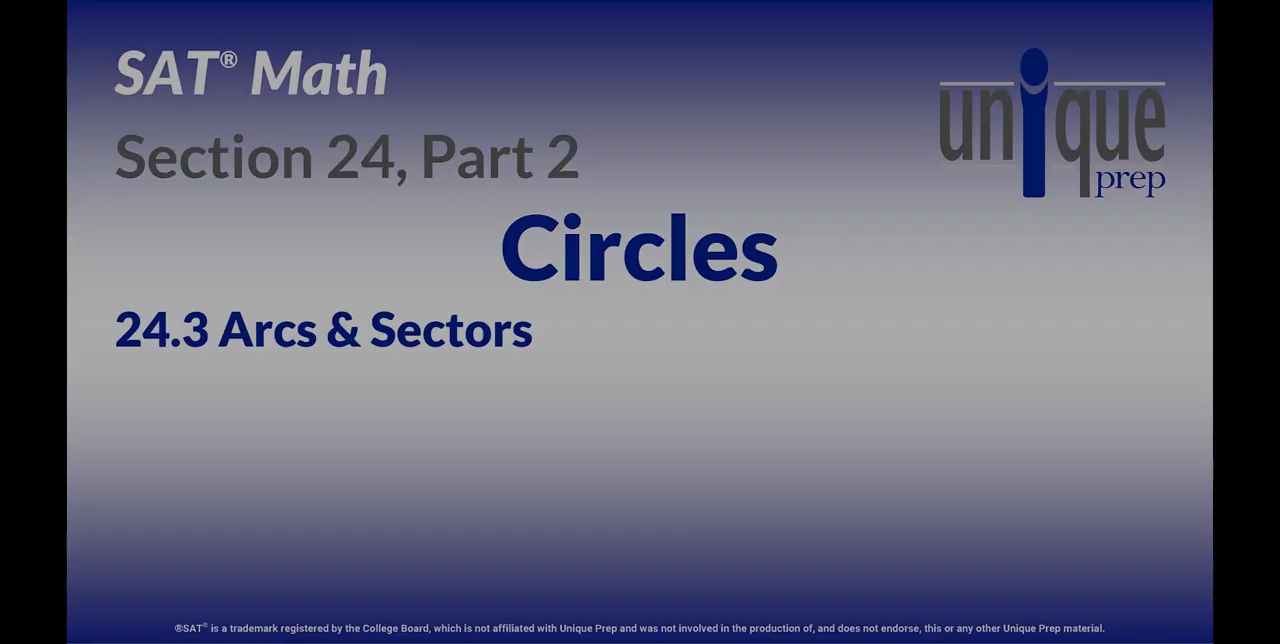 SAT® Math
Section 24, Part 2
unique
prep
Circles
24.3 Arcs & Sectors
®SAT® is a trademark registered by the College Board, which is not affiliated with Unique Prep and was not involved in the production of, and does not endorse, this or any other Unique Prep material.